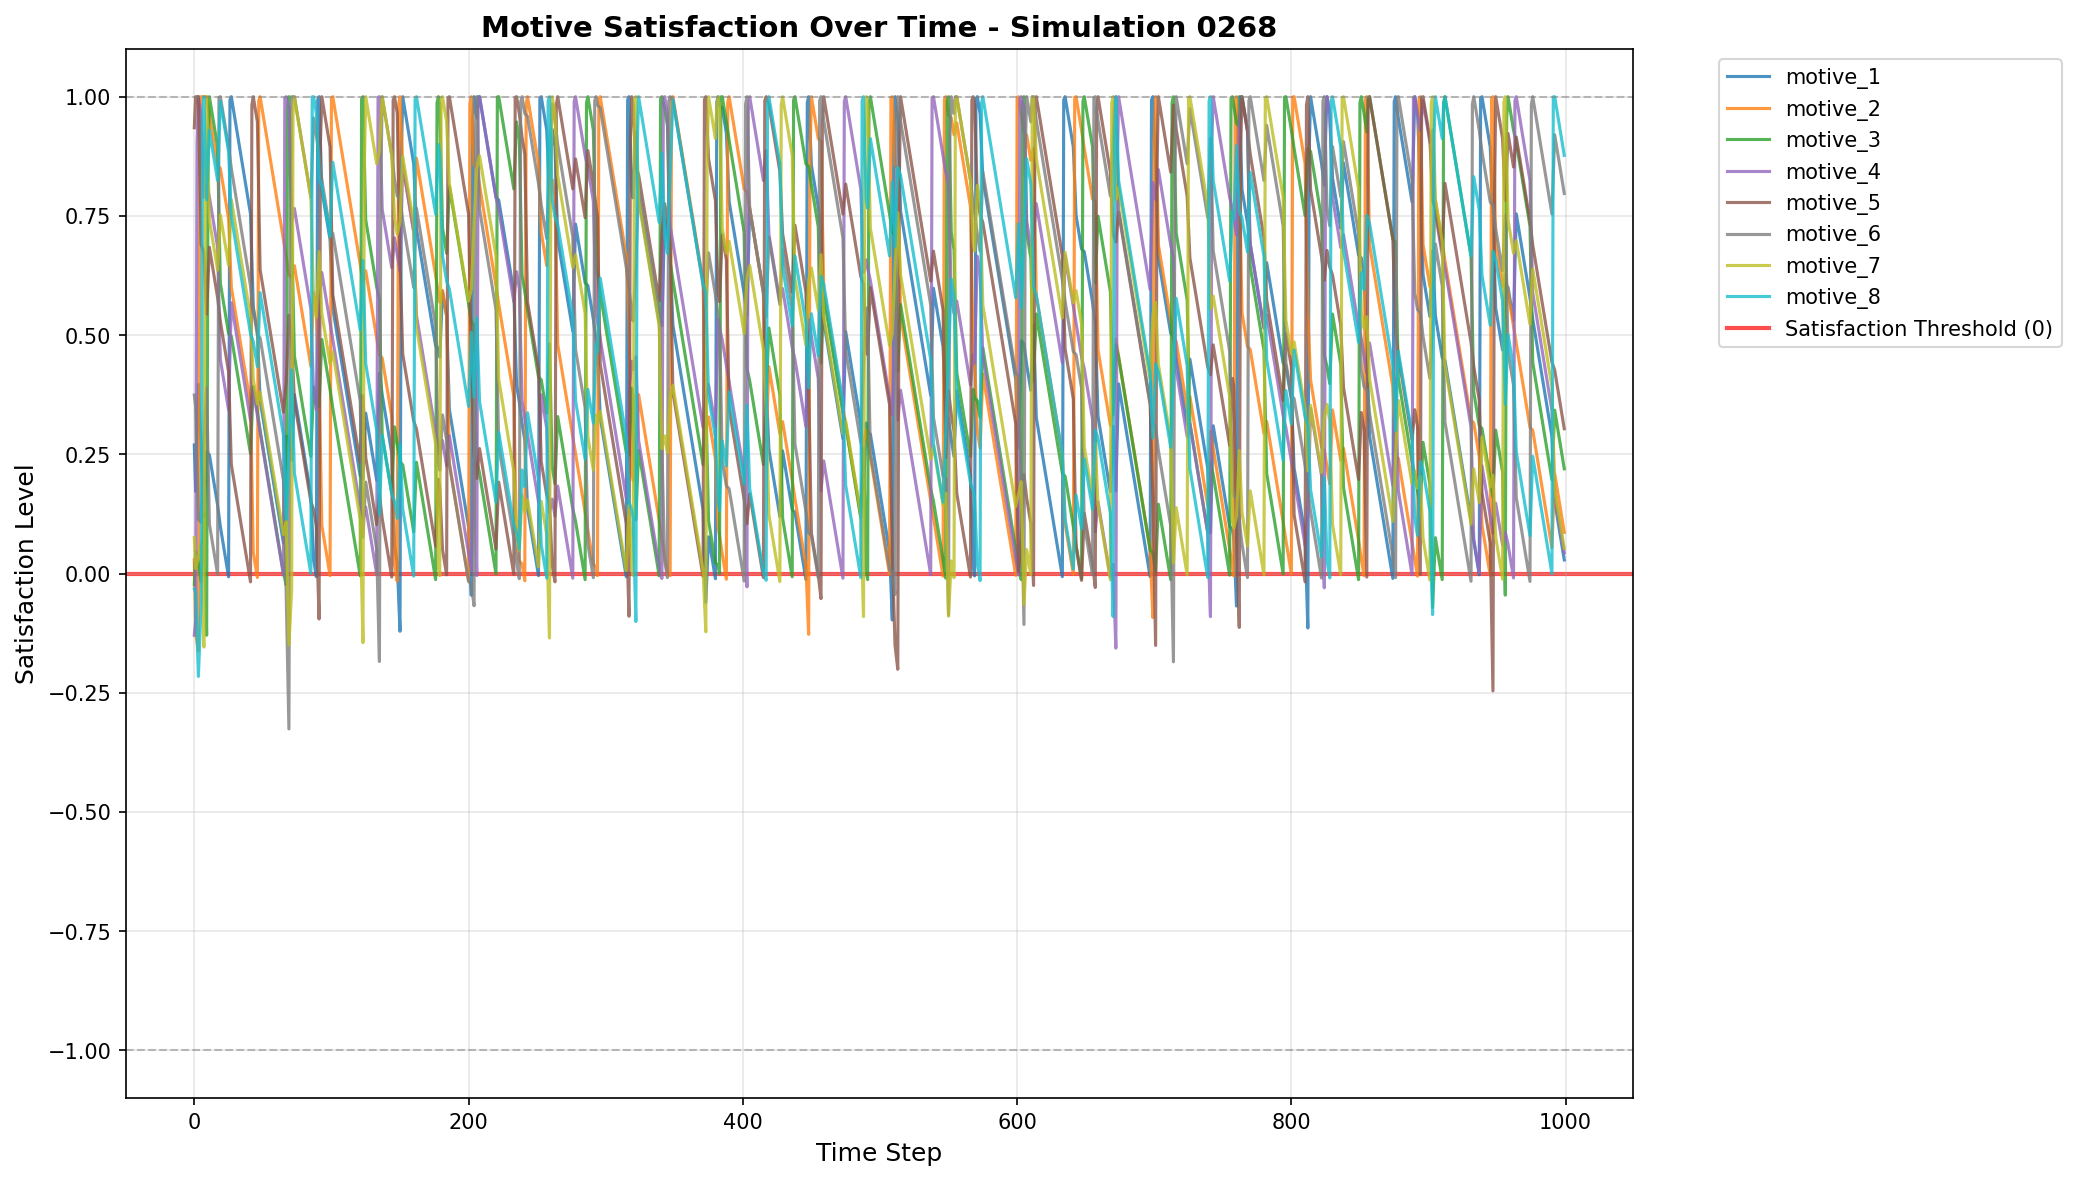 Motive Satisfaction Over Time - Simulation 0268
1.00
0.75
0.50
0.25
0.00
−0.25
−0.50
−0.75
−1.00
Satisfaction Level
0
200
400
600
800
1000
Time Step
motive_1
motive_2
motive_3
motive_4
motive_5
motive_6
motive_7
motive_8
Satisfaction Threshold (0)